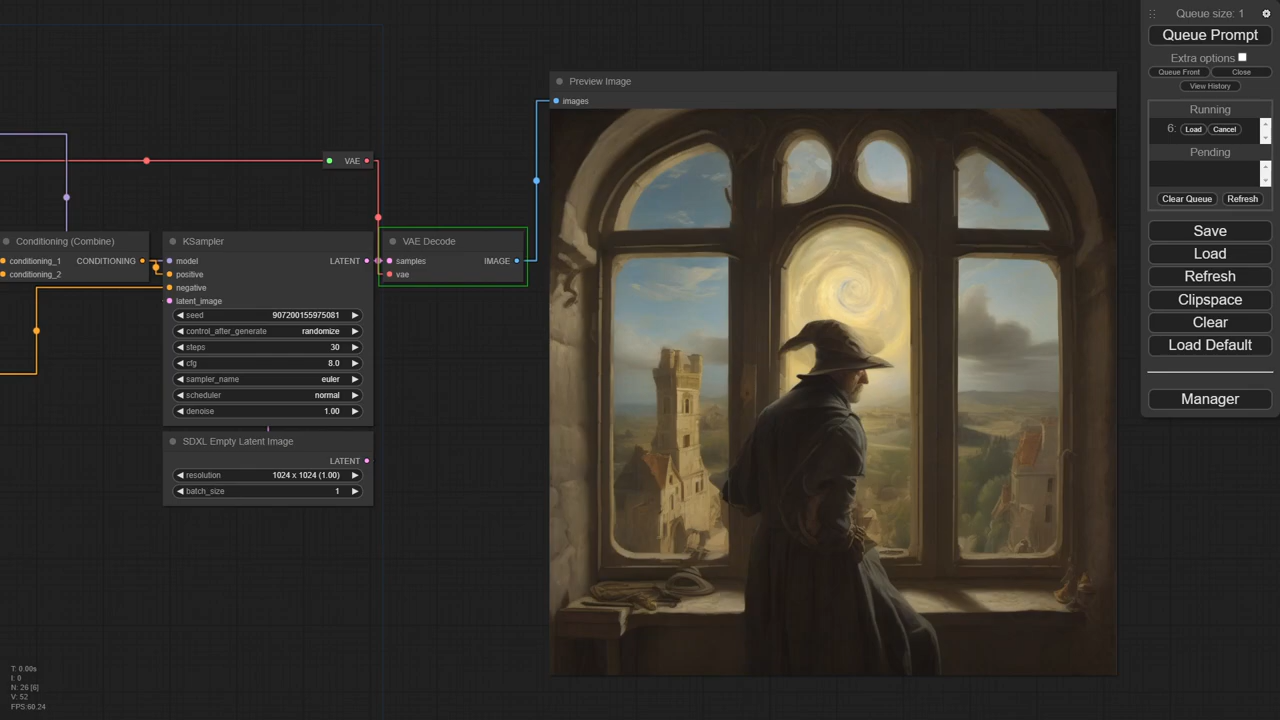 Queue size: 1
Queue Prompt
Extra options
Queue Front Close
View History
Running
6: Load Cancel
Pending
Clear Queue Refresh
Save
Load
Refresh
Clipspace
Clear
Load Default
Manager
Preview Image
images
VAE
Conditioning (Combine)
conditioning_1 CONDITIONING
conditioning_2
KSampler
model LATENT
positive
negative
latent_image
seed 907200155975081
control_after_generate randomize
steps 30
cfg 8.0
sampler_name euler
scheduler normal
denoise 1.00
VAE Decode
samples IMAGE
vae
SDXL Empty Latent Image
LATENT
resolution 1024 x 1024 (1.00)
batch_size 1
T: 0.00s
I: 0
N: 26 [6]
V: 52
FPS:60.24